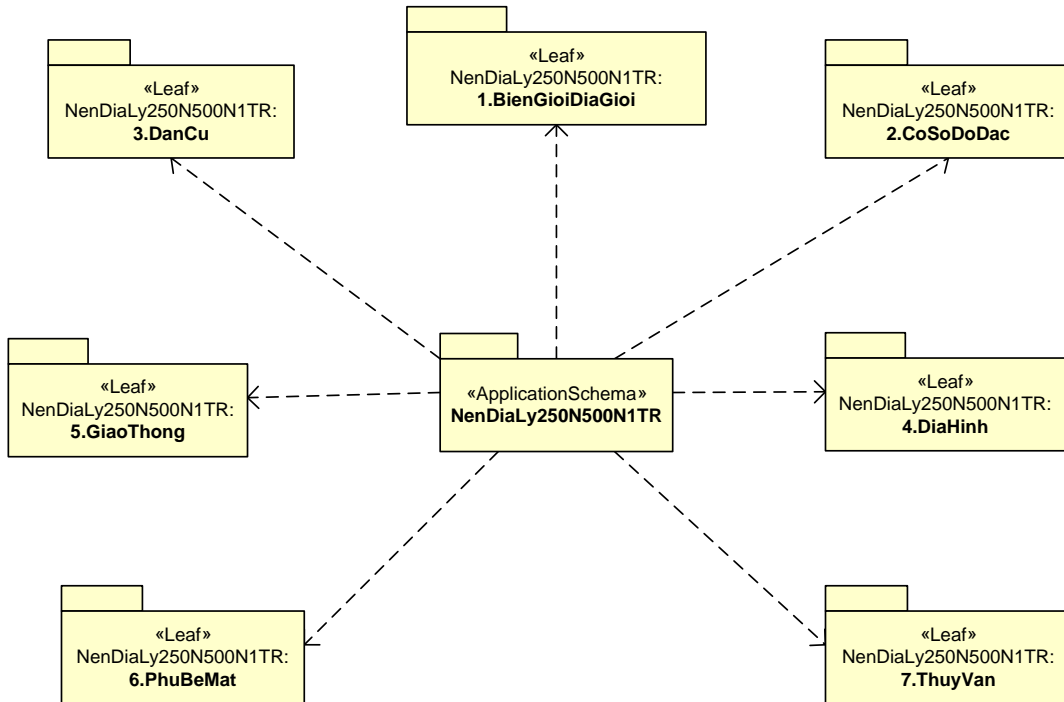 «Leaf»
NenDiaLy250N500N1TR:
1.BienGioiDiaGioi
«Leaf»
NenDiaLy250N500N1TR:
3.DanCu
«Leaf»
NenDiaLy250N500N1TR:
2.CoSoDoDac
«Leaf»
NenDiaLy250N500N1TR:
5.GiaoThong
«ApplicationSchema»
NenDiaLy250N500N1TR
«Leaf»
NenDiaLy250N500N1TR:
4.DiaHinh
«Leaf»
NenDiaLy250N500N1TR:
6.PhuBeMat
«Leaf»
NenDiaLy250N500N1TR:
7.ThuyVan